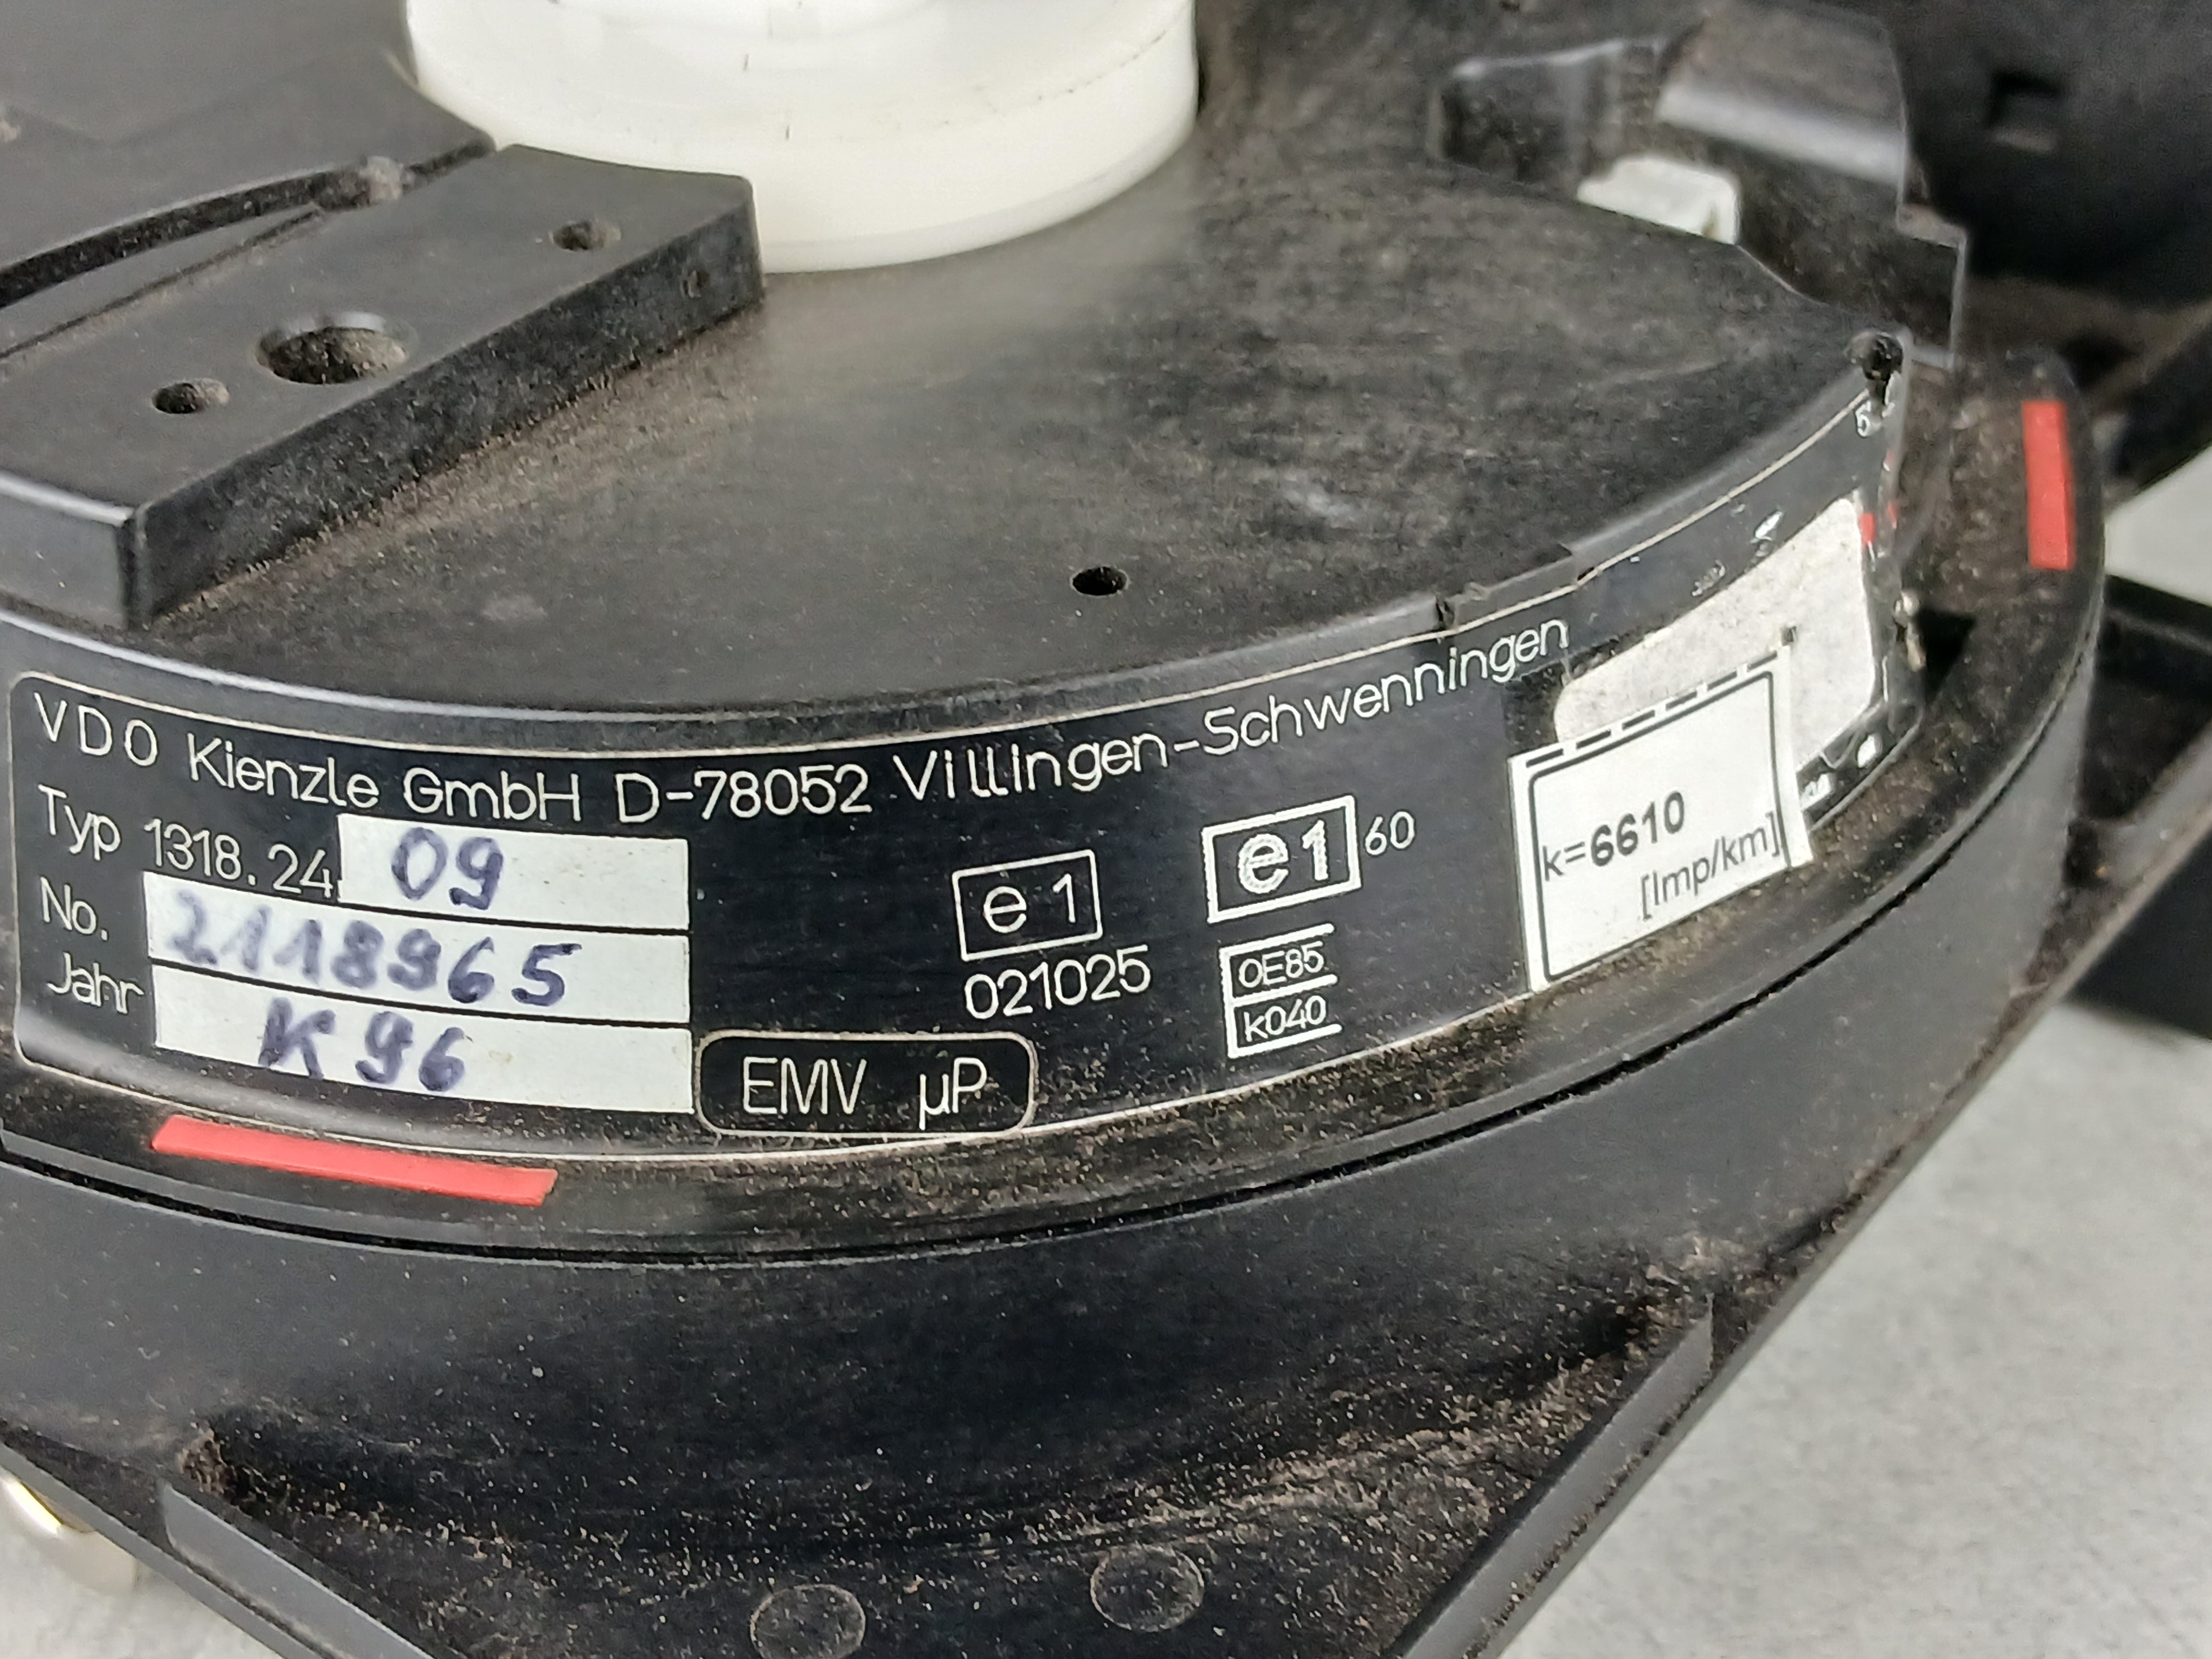 VDO Kienzle GmbH D-78052 Villingen-Schwenningen
Typ 1318.24 09
No. 2118965
Jahr K 96
EMV µP
e 1
021025
e1 60
0E85
k040
k=6610
[Imp/km]